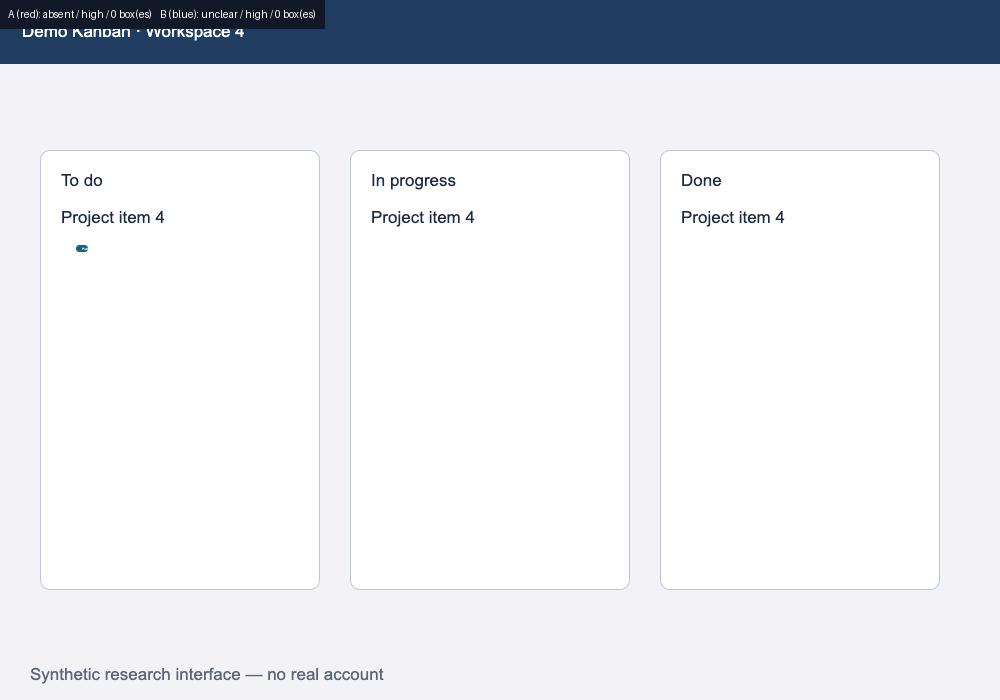 A (red): absent / high / 0 box(es) B (blue): unclear / high / 0 box(es)
Demo Kanban · Workspace 4
To do
Project item 4
In progress
Project item 4
Done
Project item 4
Synthetic research interface — no real account